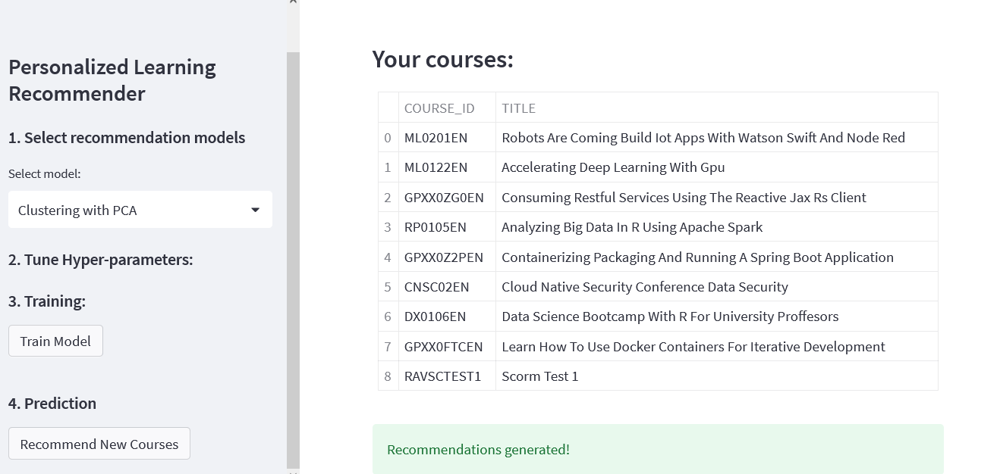 Personalized Learning
Recommender
1. Select recommendation models
Select model:
Clustering with PCA
2. Tune Hyper-parameters:
3. Training:
Train Model
4. Prediction
Recommend New Courses
Your courses:
COURSE_ID TITLE
0 ML0201EN Robots Are Coming Build Iot Apps With Watson Swift And Node Red
1 ML0122EN Accelerating Deep Learning With Gpu
2 GPXX0ZG0EN Consuming Restful Services Using The Reactive Jax Rs Client
3 RP0105EN Analyzing Big Data In R Using Apache Spark
4 GPXX0Z2PEN Containerizing Packaging And Running A Spring Boot Application
5 CNSC02EN Cloud Native Security Conference Data Security
6 DX0106EN Data Science Bootcamp With R For University Proffesors
7 GPXX0FTCEN Learn How To Use Docker Containers For Iterative Development
8 RAVSCTEST1 Scorm Test 1
Recommendations generated!